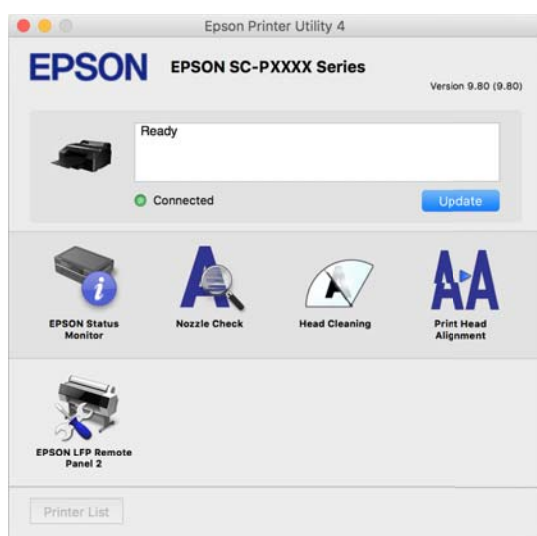 Epson Printer Utility 4
EPSON EPSON SC-PXXXX Series
Version 9.80 (9.80)
Ready
Connected
Update
EPSON Status
Monitor
Nozzle Check
Head Cleaning
Print Head
Alignment
EPSON LFP Remote
Panel 2
Printer List